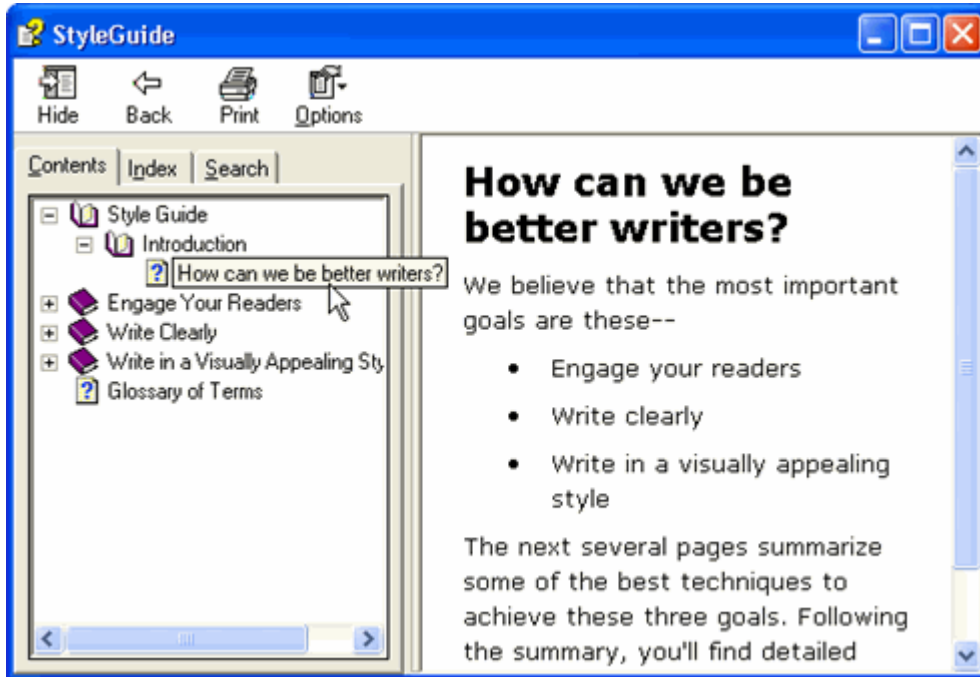 StyleGuide
Hide Back Print Options
Contents Index Search
Style Guide
Introduction
How can we be better writers?
Engage Your Readers
Write Clearly
Write in a Visually Appealing Sty
Glossary of Terms
How can we be
better writers?
We believe that the most important
goals are these--
• Engage your readers
• Write clearly
• Write in a visually appealing
style
The next several pages summarize
some of the best techniques to
achieve these three goals. Following
the summary, you'll find detailed